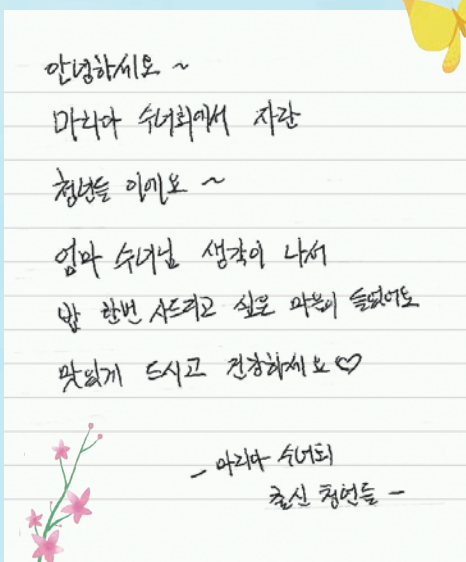 안녕하세요 ~
마리아 수녀회에서 자란
청년들 이에요 ~
엄마 수녀님 생각이 나서
밥 한번 사드리고 싶은 마음이 들었어요
맛있게 드시고 건강하세요♡
- 마리아 수녀회
출신 청년들 -